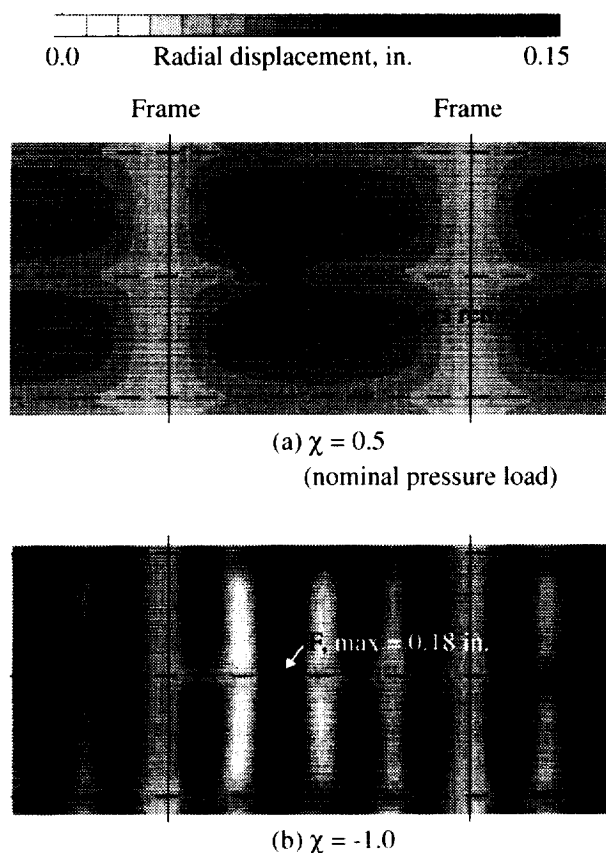 0.0 Radial displacement, in. 0.15
Frame Frame
(a) χ = 0.5
(nominal pressure load)
max = 0.18 in.
(b) χ = -1.0